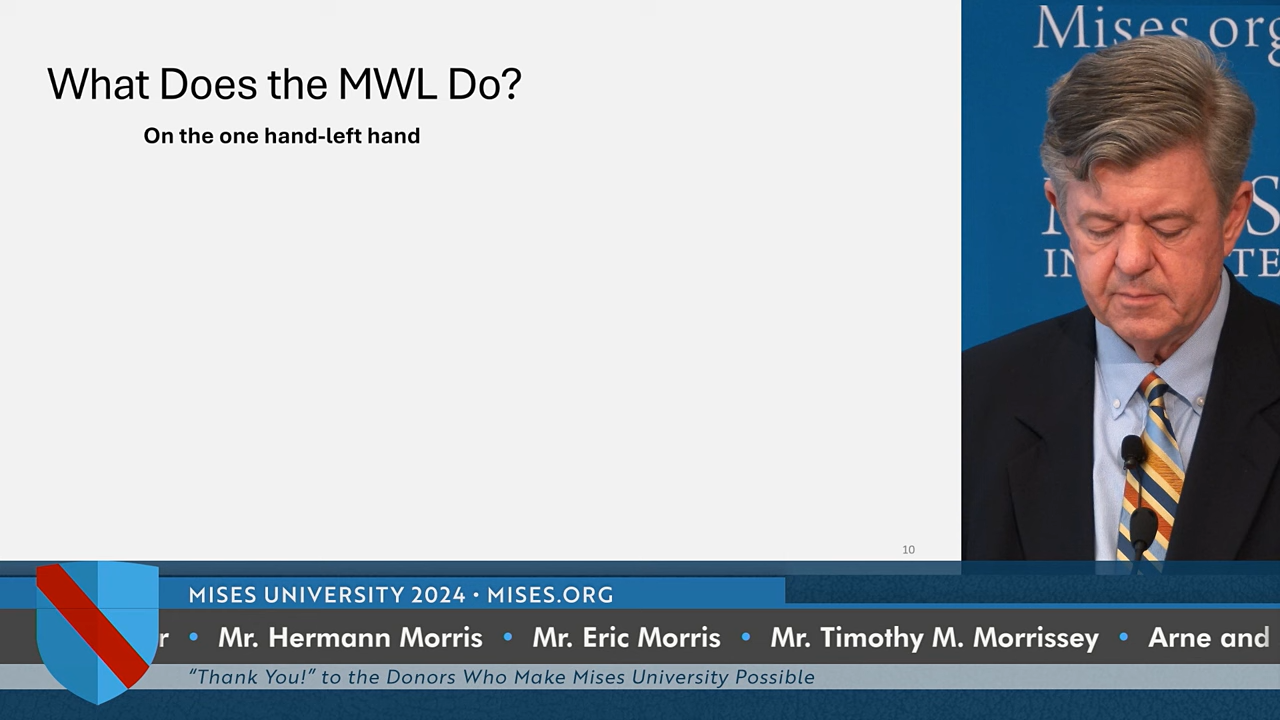 What Does the MWL Do?
On the one hand-left hand
10
Mises.org
INSTITUTE
MISES UNIVERSITY 2024 • MISES.ORG
r • Mr. Hermann Morris • Mr. Eric Morris • Mr. Timothy M. Morrissey • Arne and
“Thank You!” to the Donors Who Make Mises University Possible